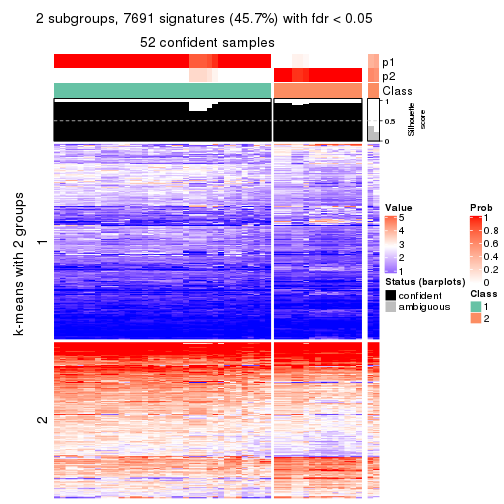 2 subgroups, 7691 signatures (45.7%) with fdr < 0.05
52 confident samples
p1
p2
Class
1
0.5
0
Silhouette
score
k-means with 2 groups
1
2
Value
5
4
3
2
1
Status (barplots)
confident
ambiguous
Prob
1
0.8
0.6
0.4
0.2
0
Class
1
2